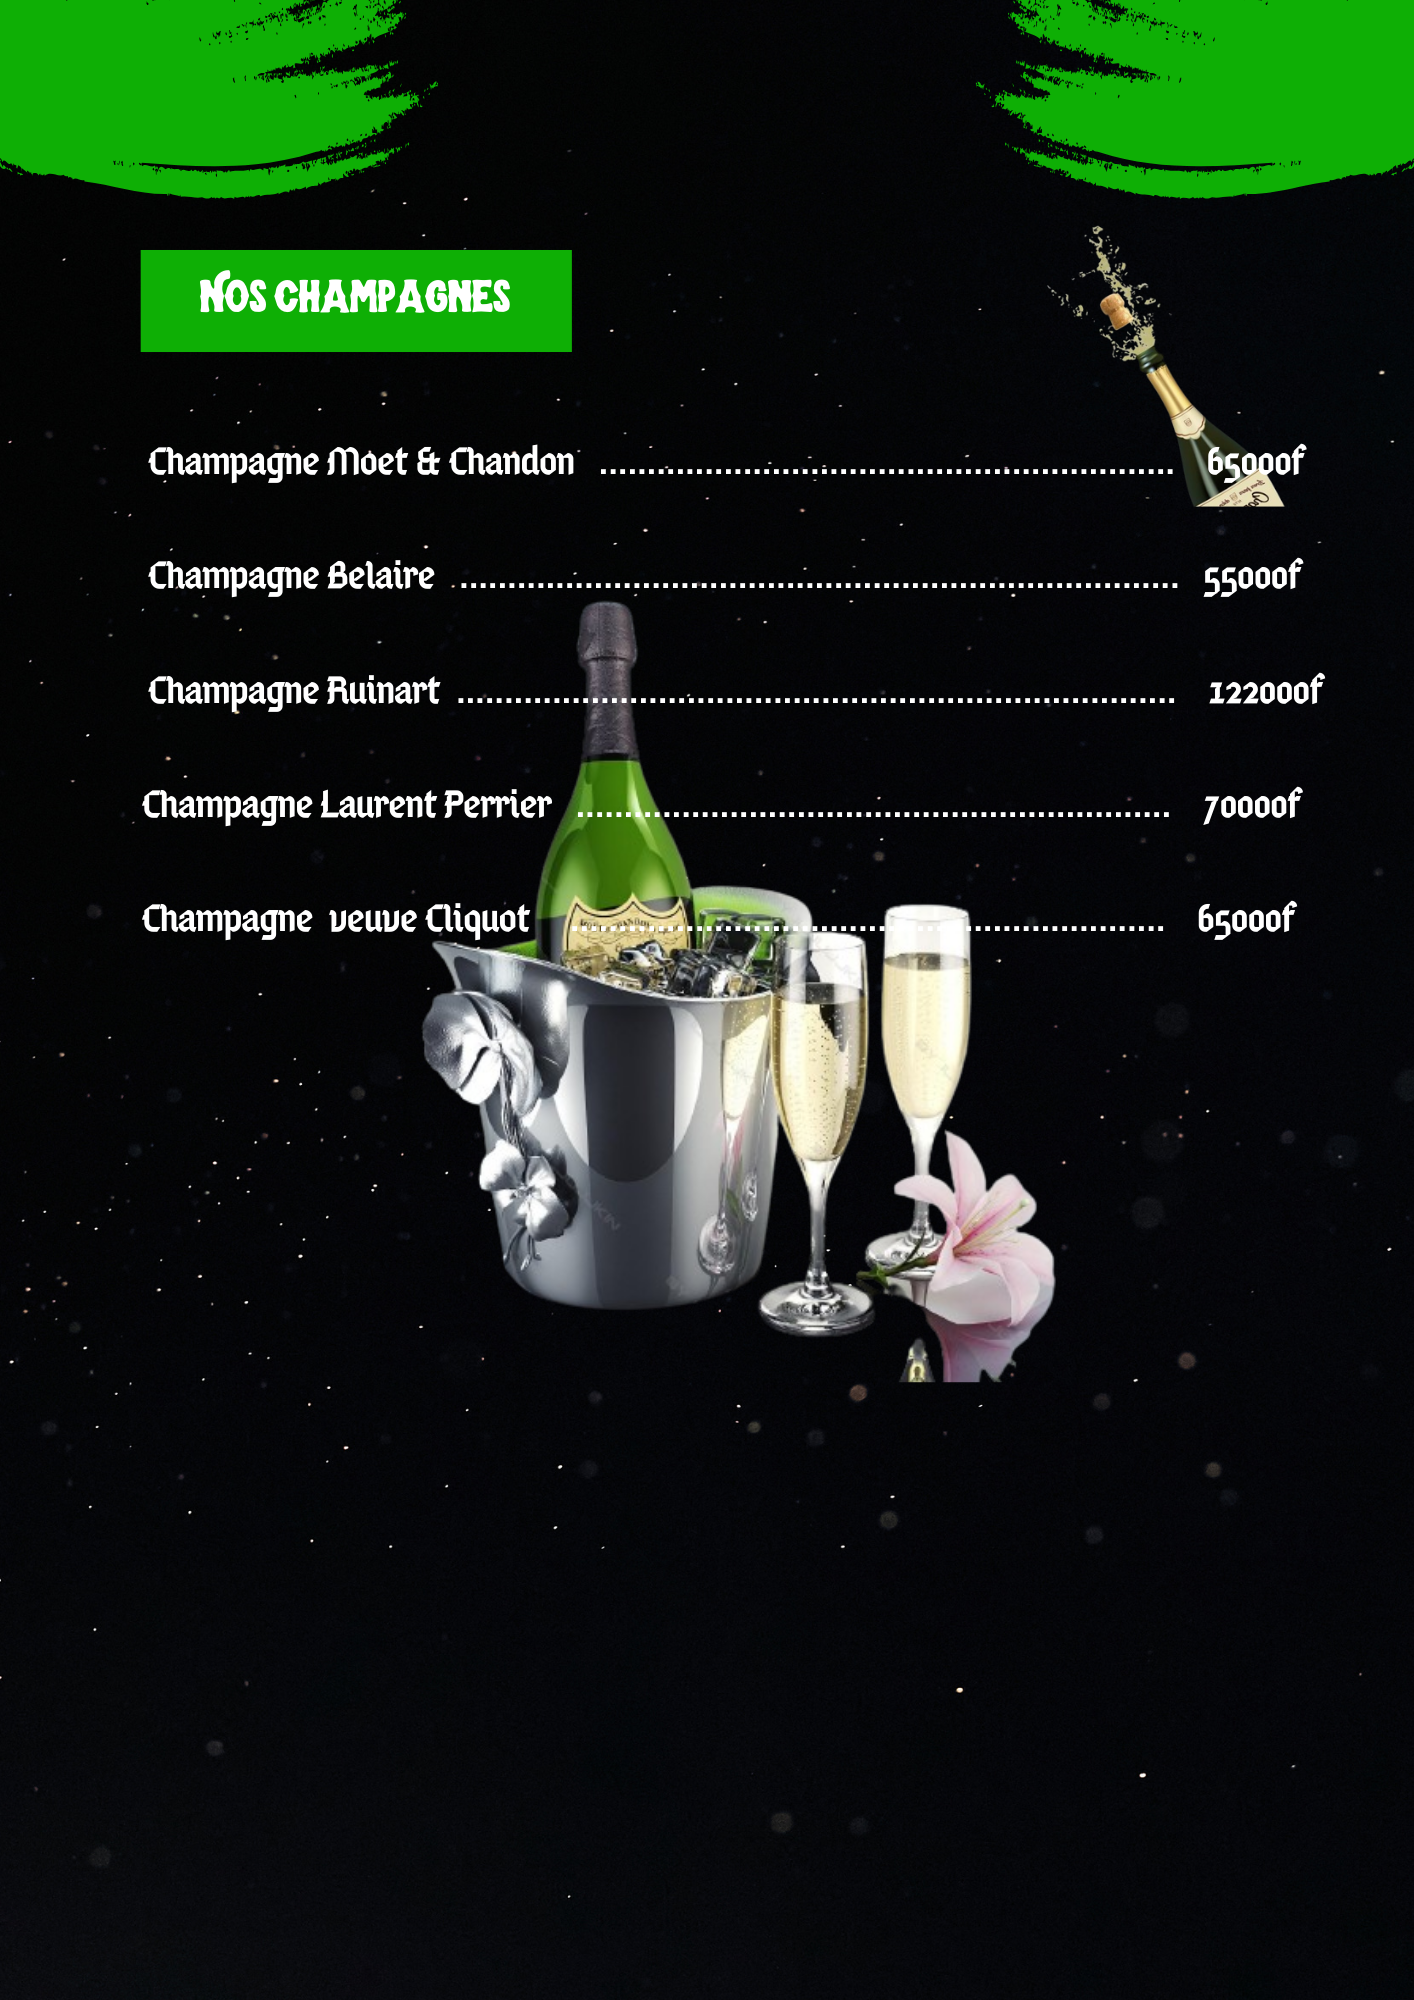 NOS CHAMPAGNES
Champagne Moet & Chandon ............................................................ 65000f
Champagne Belaire ........................................................................... 55000f
Champagne Ruinart ........................................................................... 122000f
Champagne Laurent Perrier .............................................................. 70000f
Champagne veuve Cliquot .............................................................. 65000f